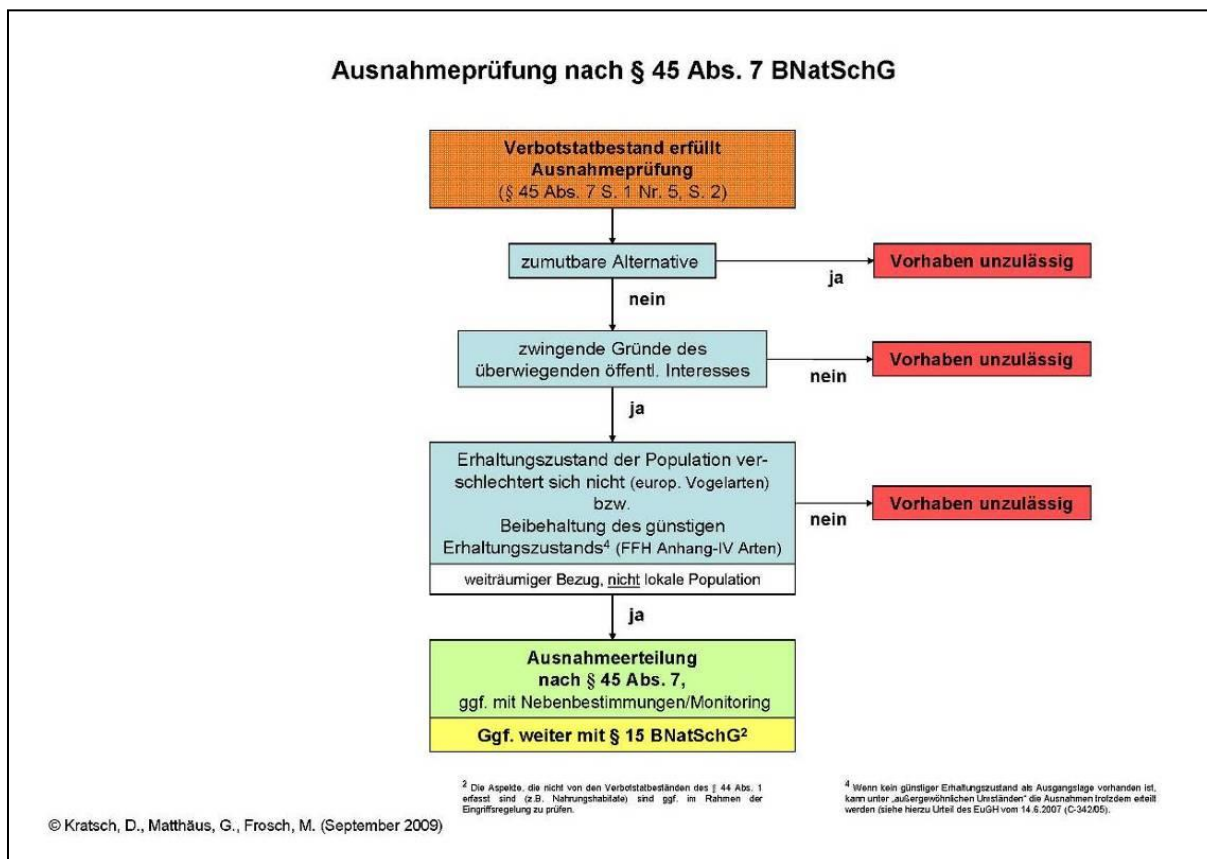 Ausnahmeprüfung nach § 45 Abs. 7 BNatSchG
Verbotstatbestand erfüllt
Ausnahmeprüfung
(§ 45 Abs. 7 S. 1 Nr. 5, S. 2)
zumutbare Alternative
ja
Vorhaben unzulässig
nein
zwingende Gründe des
überwiegenden öffentl. Interesses
nein
Vorhaben unzulässig
ja
Erhaltungszustand der Population ver-
schlechtert sich nicht (europ. Vogelarten)
bzw.
Beibehaltung des günstigen
Erhaltungszustands⁴ (FFH Anhang-IV Arten)
weiträumiger Bezug, nicht lokale Population
nein
Vorhaben unzulässig
ja
Ausnahmeerteilung
nach § 45 Abs. 7,
ggf. mit Nebenbestimmungen/Monitoring
Ggf. weiter mit § 15 BNatSchG²
² Die Aspekte, die nicht von den Verbotstatbeständen des § 44 Abs. 1
erfasst sind (z.B. Nahrungshabitate) sind ggf. im Rahmen der
Eingriffsregelung zu prüfen.
⁴ Wenn kein günstiger Erhaltungszustand als Ausgangslage vorhanden ist,
kann unter „außergewöhnlichen Umständen“ die Ausnahmen trotzdem erteilt
werden (siehe hierzu Urteil des EuGH vom 14.6.2007 (C-342/05).
© Kratsch, D., Matthäus, G., Frosch, M. (September 2009)